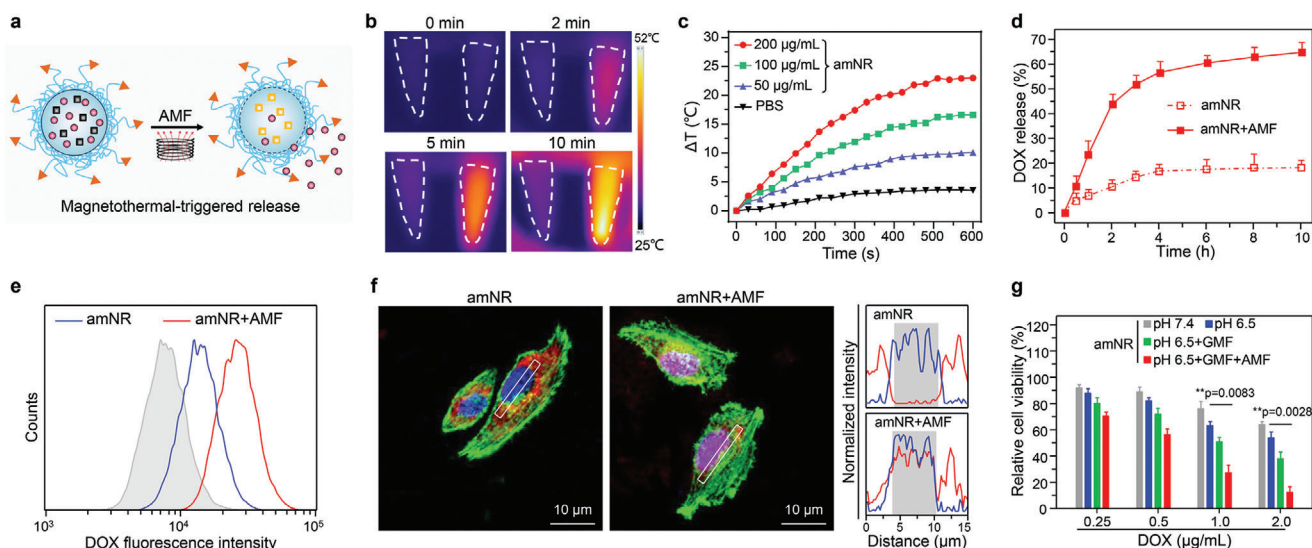 a
AMF
Magnetothermal-triggered release
b
0 min
2 min
5 min
10 min
52℃
25℃
c
200 µg/mL
100 µg/mL
50 µg/mL
amNR
PBS
ΔT (℃)
30
25
20
15
10
5
0
0 100 200 300 400 500 600
Time (s)
d
DOX release (%)
70
60
50
40
30
20
10
0
amNR
amNR+AMF
0 2 4 6 8 10
Time (h)
e
amNR
amNR+AMF
Counts
10³ 10⁴ 10⁵
DOX fluorescence intensity
f
amNR
10 µm
amNR+AMF
10 µm
Normalized intensity
amNR
amNR+AMF
0 5 10 15
Distance (µm)
g
Relative cell viability (%)
120
100
80
60
40
20
0
amNR
pH 7.4
pH 6.5
pH 6.5+GMF
pH 6.5+GMF+AMF
**p=0.0083
**p=0.0028
0.25 0.5 1.0 2.0
DOX (µg/mL)